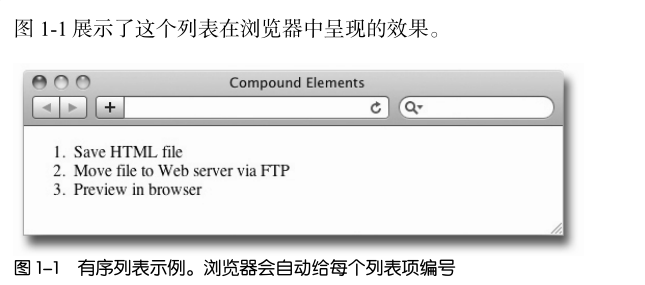 图 1-1 展示了这个列表在浏览器中呈现的效果。
Compound Elements
1. Save HTML file
2. Move file to Web server via FTP
3. Preview in browser
图 1-1 有序列表示例。浏览器会自动给每个列表项编号